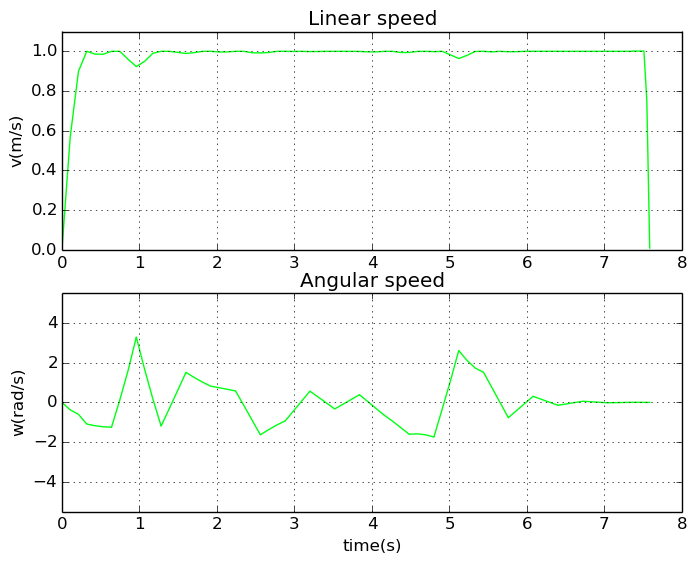 Linear speed
v(m/s)
1.0
0.8
0.6
0.4
0.2
0.0
0 1 2 3 4 5 6 7 8
Angular speed
w(rad/s)
4
2
0
−2
−4
0 1 2 3 4 5 6 7 8
time(s)